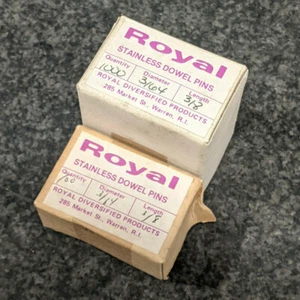 Royal
STAINLESS DOWEL PINS
Quantity Diameter Length
1000 3/64 3/8
ROYAL DIVERSIFIED PRODUCTS
285 Market St., Warren, R.I.
Royal
STAINLESS DOWEL PINS
Quantity Diameter Length
ROYAL DIVERSIFIED PRODUCTS
285 Market St., Warren, R.I.